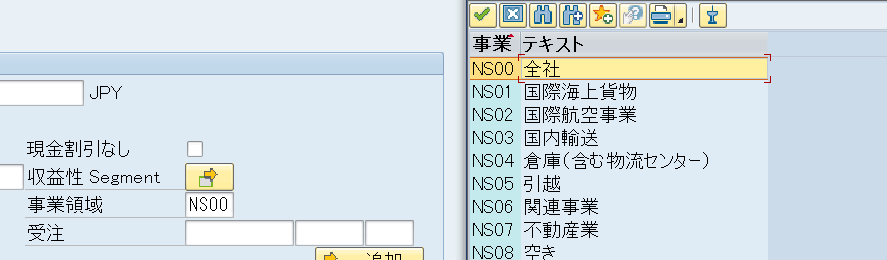 JPY
現金割引なし
収益性 Segment
事業領域 NS00
受注
追加
事業 テキスト
NS00 全社
NS01 国際海上貨物
NS02 国際航空事業
NS03 国内輸送
NS04 倉庫(含む物流センター)
NS05 引越
NS06 関連事業
NS07 不動産業
NS08 空き